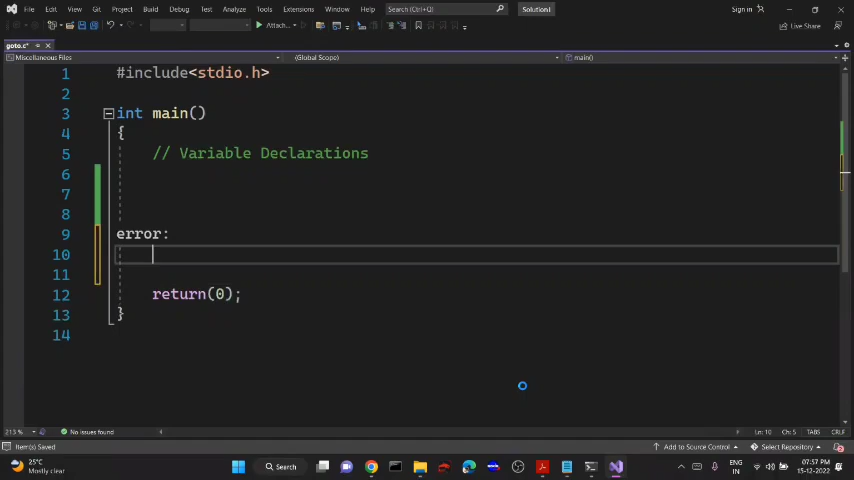 File Edit View Git Project Build Debug Test Analyze Tools Extensions Window Help Search (Ctrl+Q) Solution1 Sign in
Attach... Live Share
goto.c*
Miscellaneous Files (Global Scope) main()
1 #include<stdio.h>
2
3 int main()
4 {
5 // Variable Declarations
6
7
8
9 error:
10
11
12 return(0);
13 }
14
213 % No issues found Ln: 10 Ch: 5 TABS CRLF
Item(s) Saved Add to Source Control Select Repository
25°C
Mostly clear
Search
ENG
IN
07:57 PM
15-12-2022